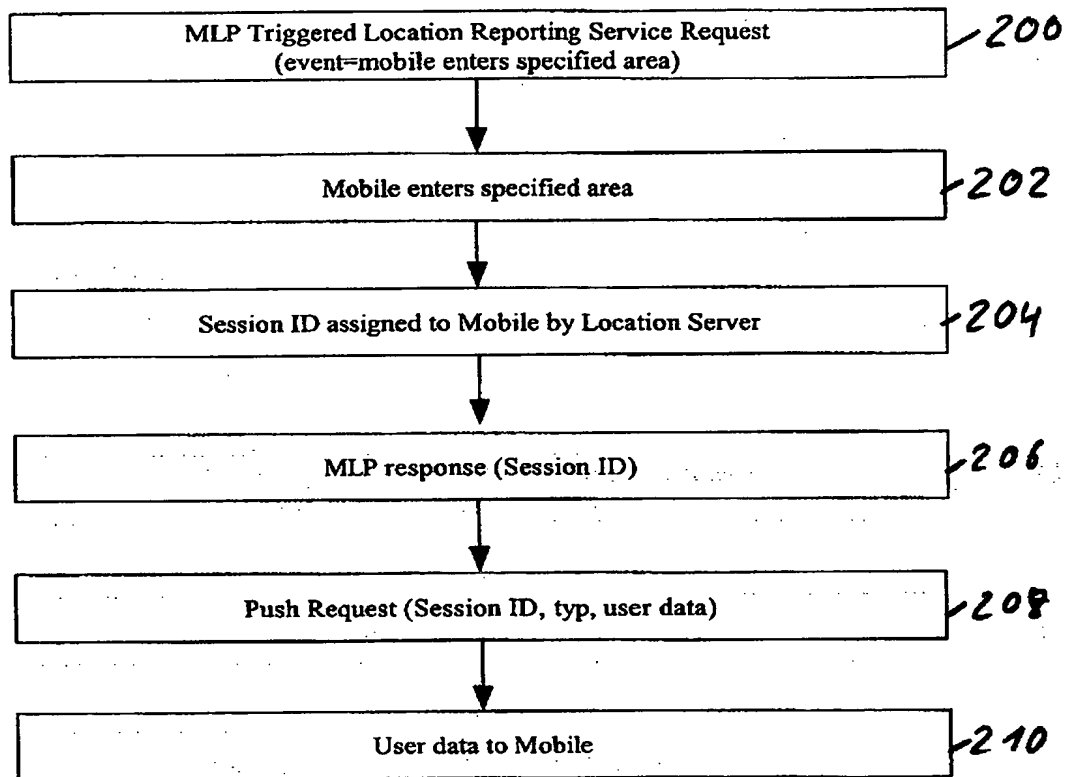 MLP Triggered Location Reporting Service Request
(event=mobile enters specified area)
200
Mobile enters specified area
202
Session ID assigned to Mobile by Location Server
204
MLP response (Session ID)
206
Push Request (Session ID, typ, user data)
208
User data to Mobile
210